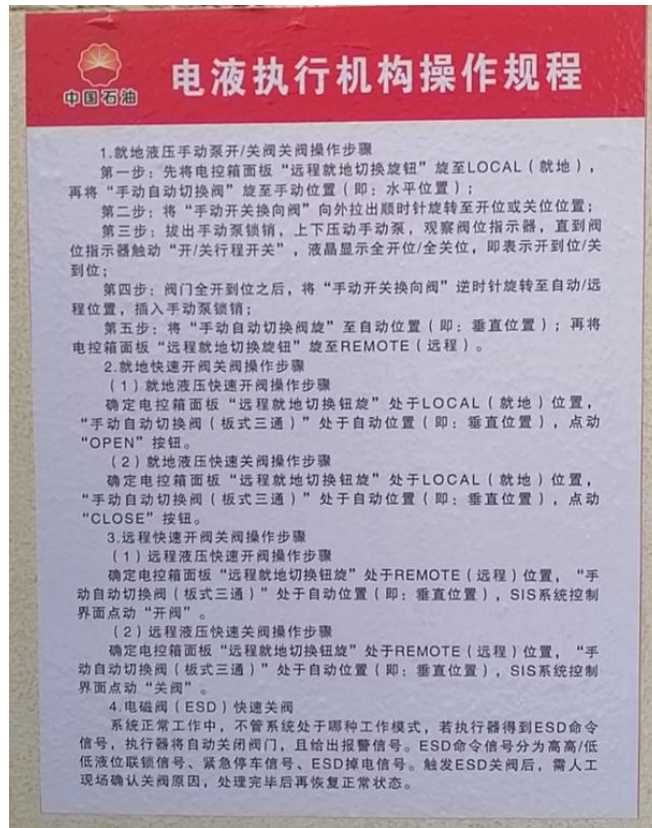 中国石油
电液执行机构操作规程
1.就地液压手动泵开/关阀关阀操作步骤
第一步：先将电控箱面板“远程就地切换旋钮”旋至LOCAL（就地），
再将“手动自动切换阀”旋至手动位置（即：水平位置）；
第二步：将“手动开关换向阀”向外拉出顺时针旋转至开位或关位位置；
第三步：拔出手动泵锁销，上下压动手动泵，观察阀位指示器，直到阀
位指示器触动“开/关行程开关”，液晶显示全开位/全关位，即表示开到位/关
到位；
第四步：阀门全开到位之后，将“手动开关换向阀”逆时针旋转至自动/远
程位置，插入手动泵锁销；
第五步：将“手动自动切换阀旋”至自动位置（即：垂直位置）；再将
电控箱面板“远程就地切换旋钮”旋至REMOTE（远程）。
2.就地快速开阀关阀操作步骤
（1）就地液压快速开阀操作步骤
确定电控箱面板“远程就地切换钮旋”处于LOCAL（就地）位置，
“手动自动切换阀（板式三通）”处于自动位置（即：垂直位置），点动
“OPEN”按钮。
（2）就地液压快速关阀操作步骤
确定电控箱面板“远程就地切换钮旋”处于LOCAL（就地）位置，
“手动自动切换阀（板式三通）”处于自动位置（即：垂直位置），点动
“CLOSE”按钮。
3.远程快速开阀关阀操作步骤
（1）远程液压快速开阀操作步骤
确定电控箱面板“远程就地切换钮旋”处于REMOTE（远程）位置，“手
动自动切换阀（板式三通）”处于自动位置（即：垂直位置），SIS系统控制
界面点动“开阀”。
（2）远程液压快速关阀操作步骤
确定电控箱面板“远程就地切换钮旋”处于REMOTE（远程）位置，“手
动自动切换阀（板式三通）”处于自动位置（即：垂直位置），SIS系统控制
界面点动“关阀”。
4.电磁阀（ESD）快速关阀
系统正常工作中，不管系统处于哪种工作模式，若执行器得到ESD命令
信号，执行器将自动关闭阀门，且给出报警信号。ESD命令信号分为高高/低
低液位联锁信号、紧急停车信号、ESD掉电信号。触发ESD关阀后，需人工
现场确认关阀原因，处理完毕后再恢复正常状态。